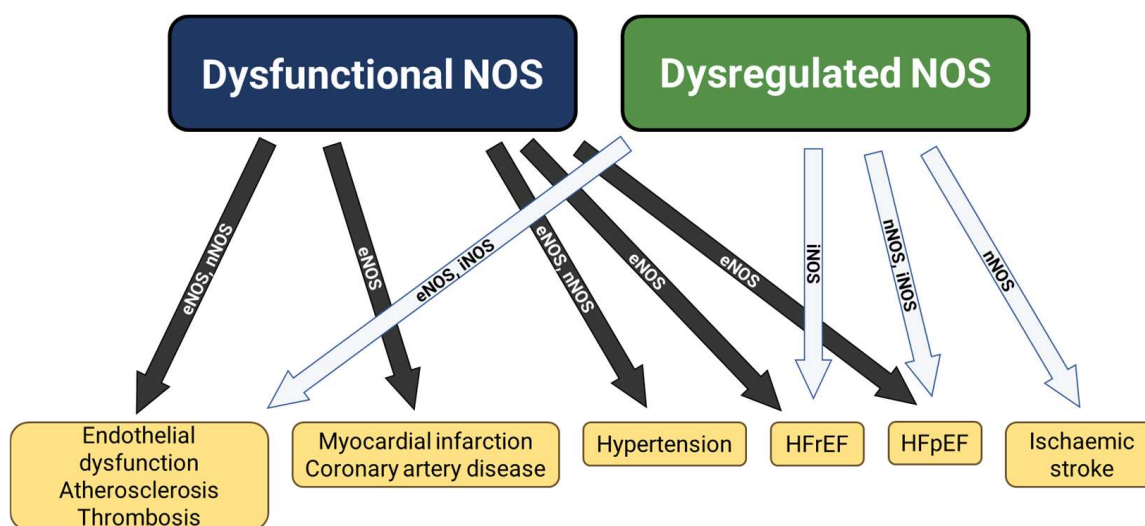 Dysfunctional NOS
Dysregulated NOS
eNOS, nNOS
eNOS
eNOS, iNOS
eNOS, nNOS
eNOS
eNOS
iNOS
nNOS, iNOS
nNOS
Endothelial
dysfunction
Atherosclerosis
Thrombosis
Myocardial infarction
Coronary artery disease
Hypertension
HFrEF
HFpEF
Ischaemic
stroke